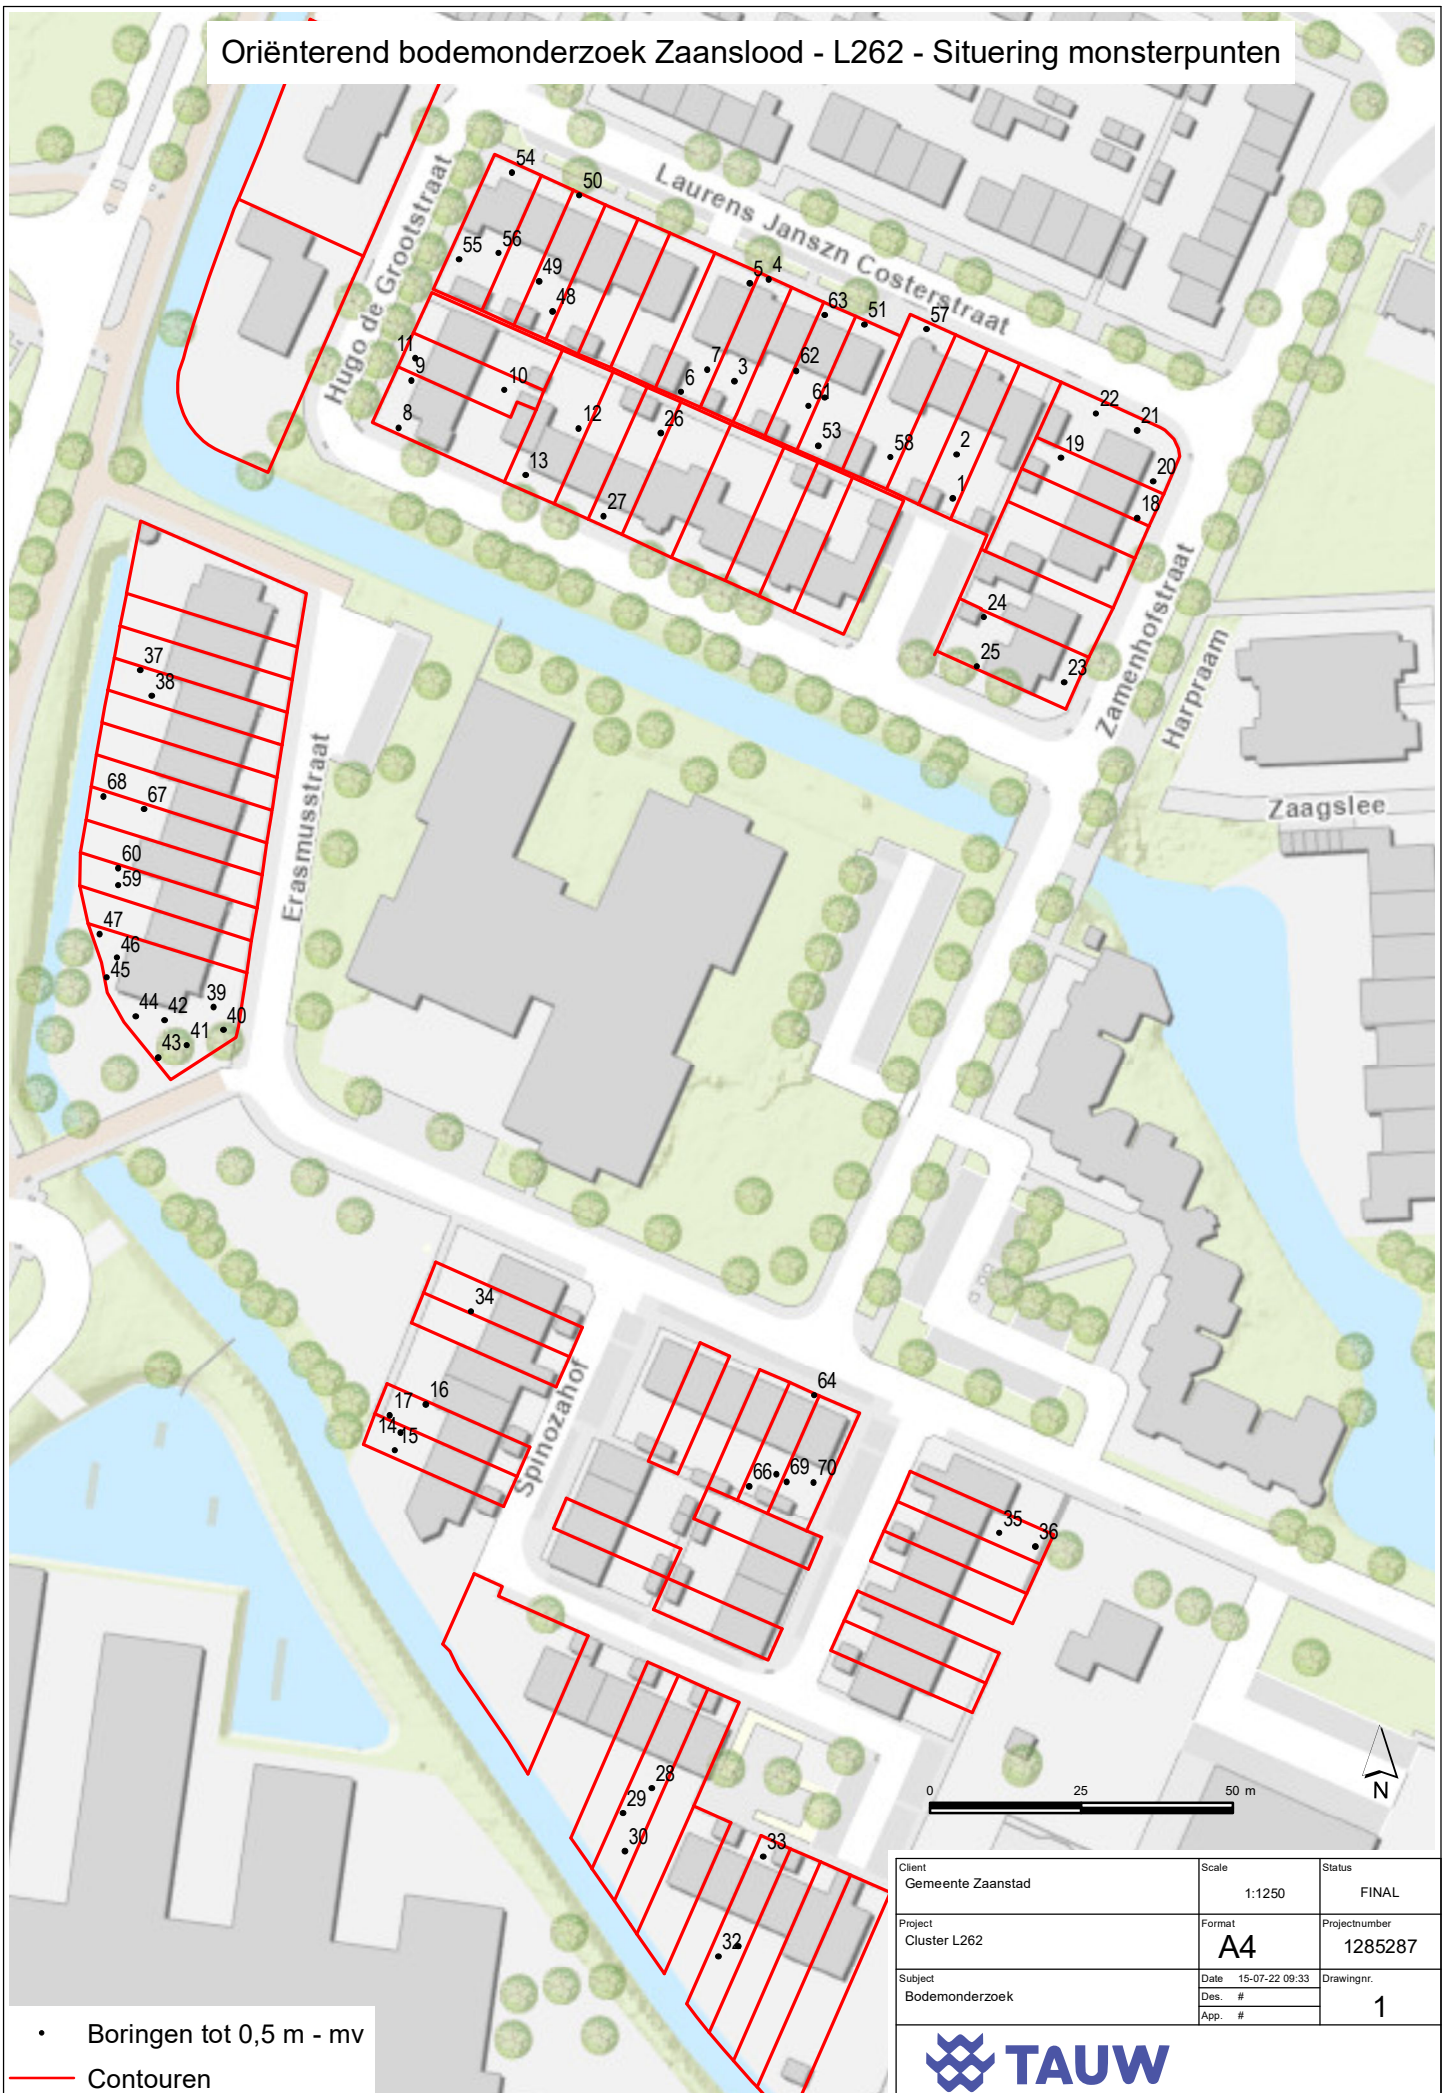 Oriënterend bodemonderzoek Zaanslood - L262 - Situering monsterpunten
Laurens Janszn Costerstraat
Hugo de Grootstraat
54
50
55
56
49
48
5
4
63
51
57
11
9
10
8
7
3
6
62
61
12
26
13
27
53
58
2
1
22
21
19
20
18
24
25
23
Zamenhofstraat
Harpraam
Zaagslee
37
38
68
67
60
59
47
46
45
44
42
39
40
41
43
Erasmusstraat
34
17
16
14
15
Spinozahof
64
66
69
70
35
36
28
29
30
33
32
0 25 50 m
N
Client
Gemeente Zaanstad
Scale
1:1250
Status
FINAL
Project
Cluster L262
Format
A4
Projectnumber
1285287
Subject
Bodemonderzoek
Date 15-07-22 09:33
Des. #
App. #
Drawingnr.
1
TAUW
Boringen tot 0,5 m - mv
Contouren